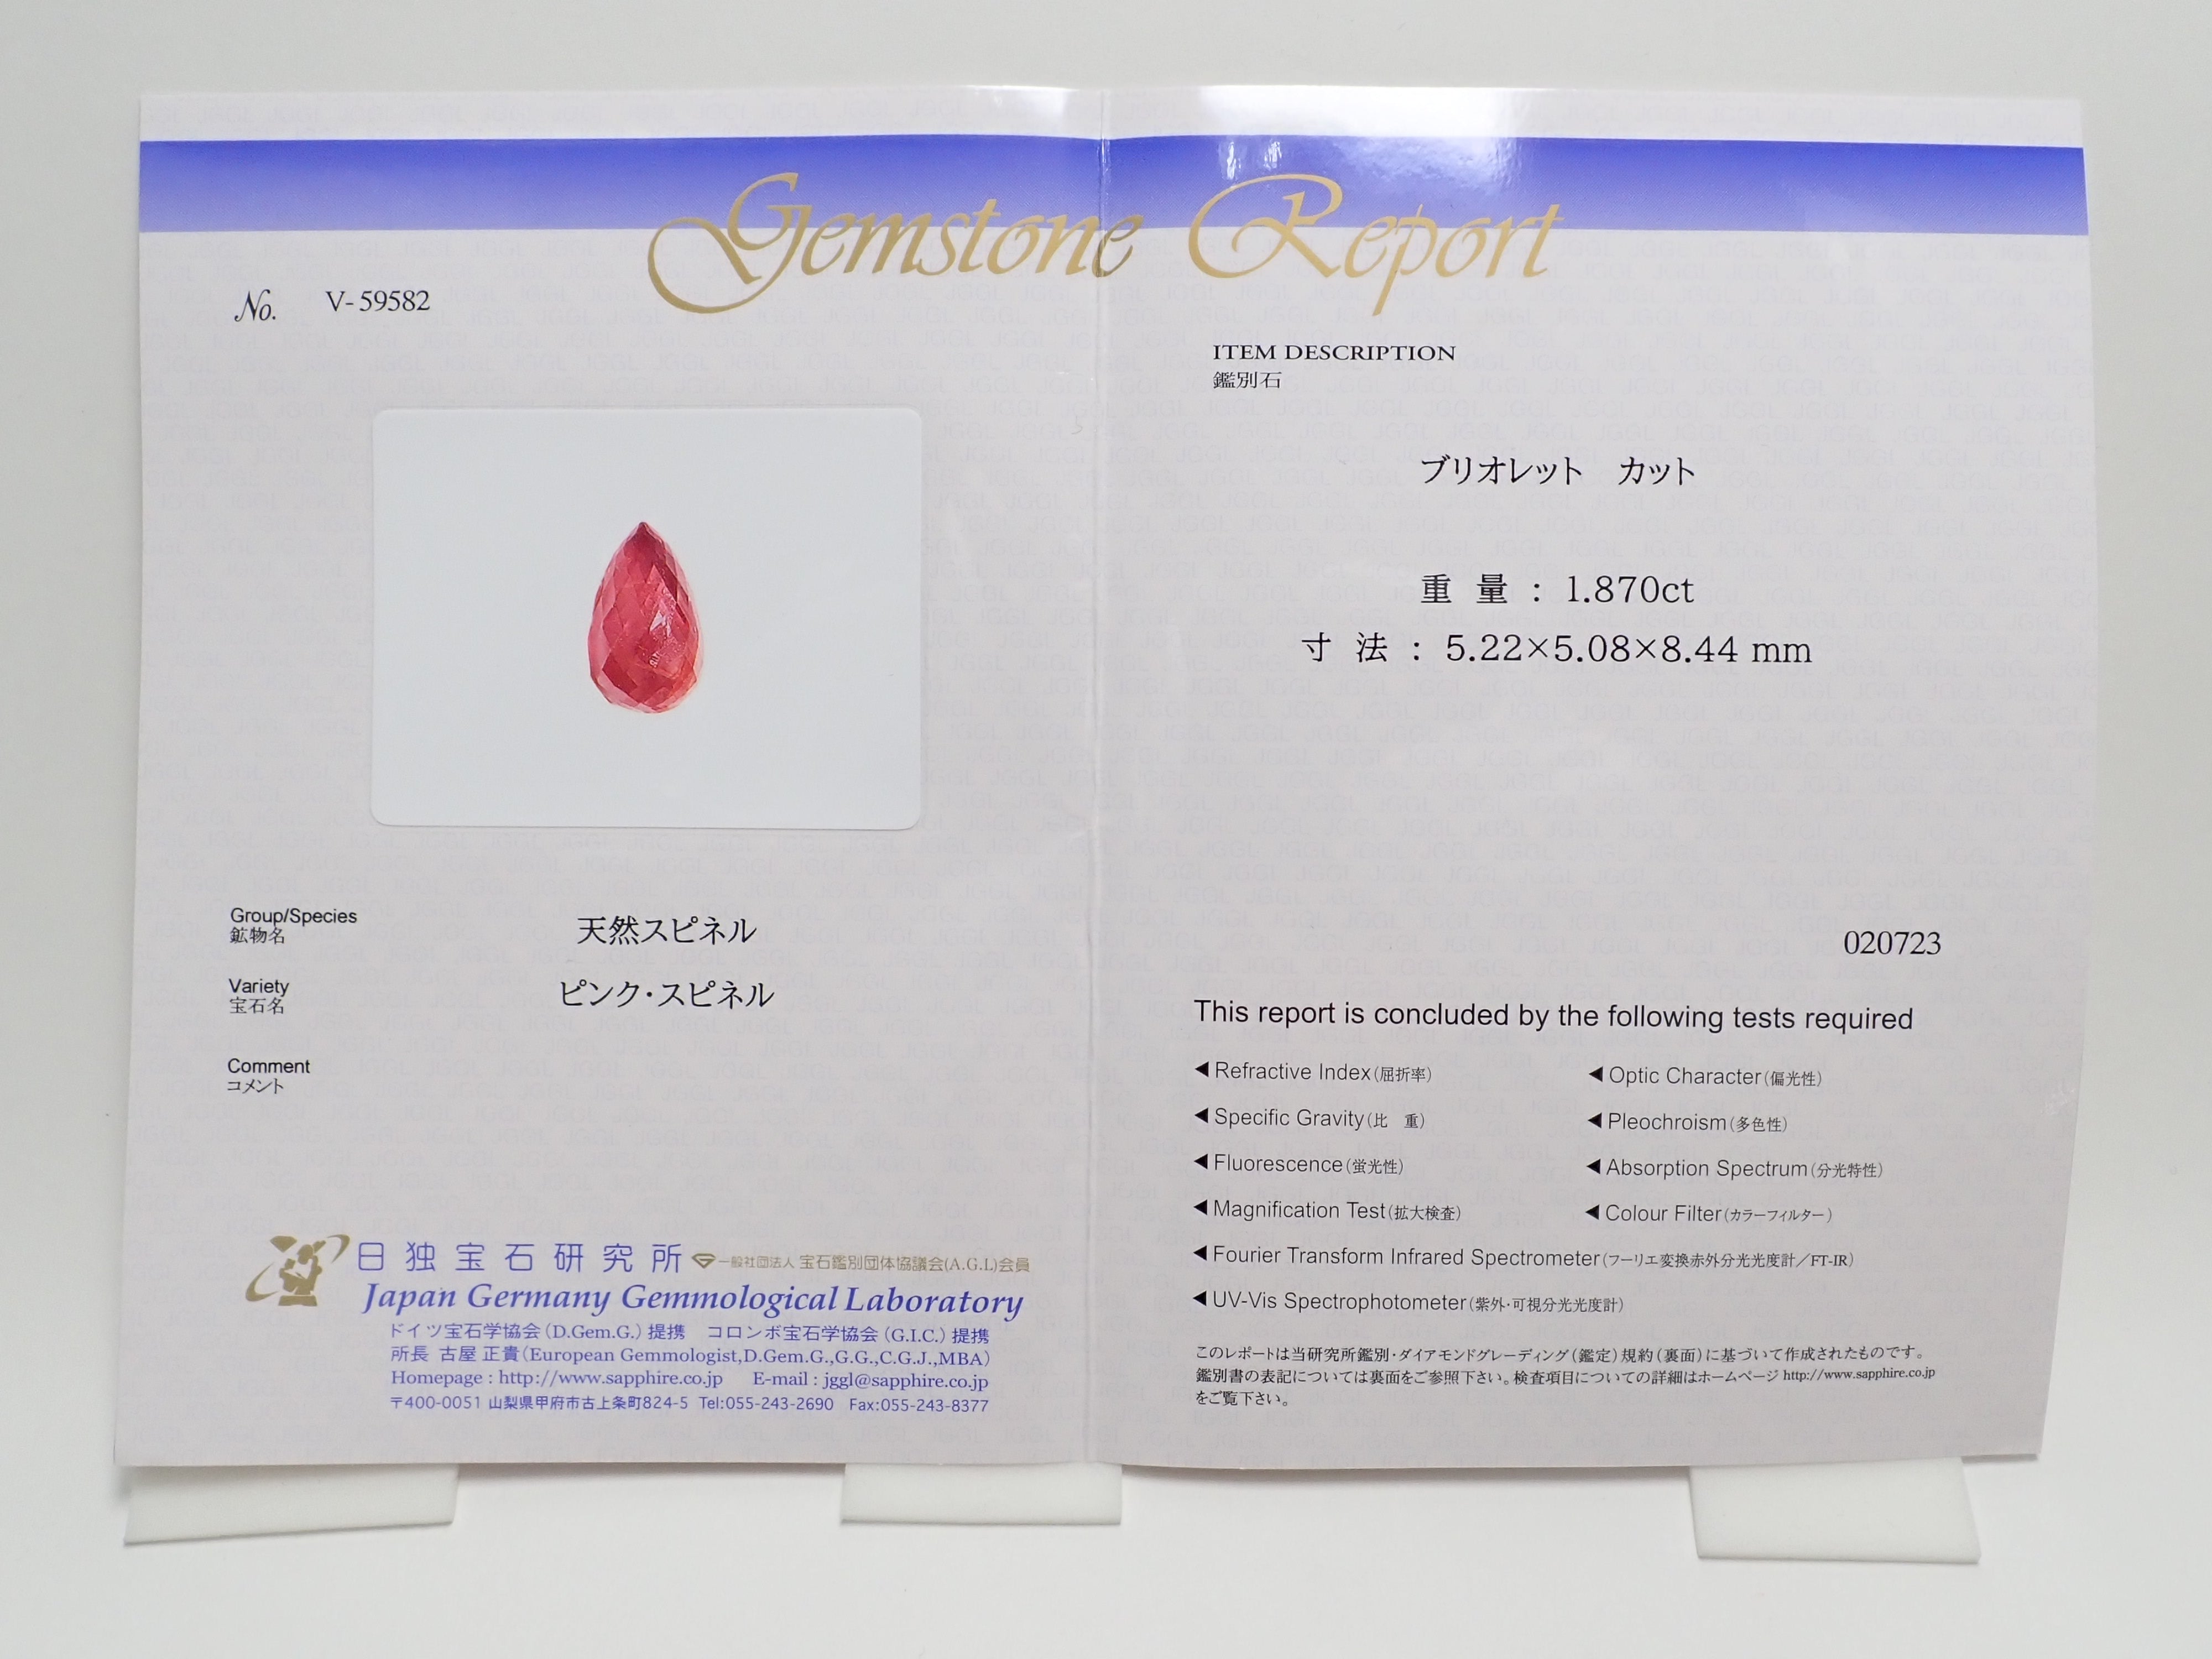 Gemstone Report
No. V-59582
Group/Species
鉱物名
天然スピネル
Variety
宝石名
ピンク・スピネル
Comment
コメント
日独宝石研究所 一般社団法人 宝石鑑別団体協議会(A.G.L)会員
Japan Germany Gemmological Laboratory
ドイツ宝石学協会(D.Gem.G.)提携 コロンボ宝石学協会(G.I.C.)提携
所長 古屋 正貴(European Gemmologist,D.Gem.G.,G.G.,C.G.J.,MBA)
Homepage : http://www.sapphire.co.jp E-mail : jggl@sapphire.co.jp
〒400-0051 山梨県甲府市古上条町824-5 Tel:055-243-2690 Fax:055-243-8377
ITEM DESCRIPTION
鑑別石
ブリオレット カット
重 量 : 1.870ct
寸 法 : 5.22×5.08×8.44 mm
020723
This report is concluded by the following tests required
◀Refractive Index(屈折率) ◀Optic Character(偏光性)
◀Specific Gravity(比 重) ◀Pleochroism(多色性)
◀Fluorescence(蛍光性) ◀Absorption Spectrum(分光特性)
◀Magnification Test(拡大検査) ◀Colour Filter(カラーフィルター)
◀Fourier Transform Infrared Spectrometer(フーリエ変換赤外分光光度計／FT-IR)
◀UV-Vis Spectrophotometer(紫外・可視分光光度計)
このレポートは当研究所鑑別・ダイアモンドグレーディング(鑑定)規約(裏面)に基づいて作成されたものです。
鑑別書の表記については裏面をご参照下さい。検査項目についての詳細はホームページ http://www.sapphire.co.jp
をご覧下さい。